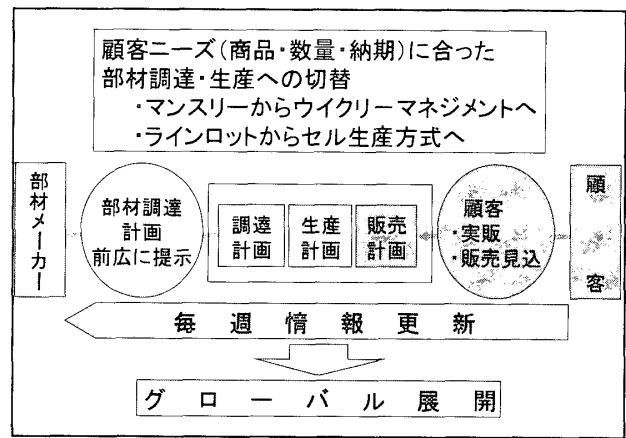 顧客ニーズ(商品・数量・納期)に合った
部材調達・生産への切替
・マンスリーからウイクリーマネジメントへ
・ラインロットからセル生産方式へ
部材メーカー
部材調達
計画
前広に提示
調達
計画
生産
計画
販売
計画
顧客
・実販
・販売見込
顧客
毎週情報更新
グローバル展開